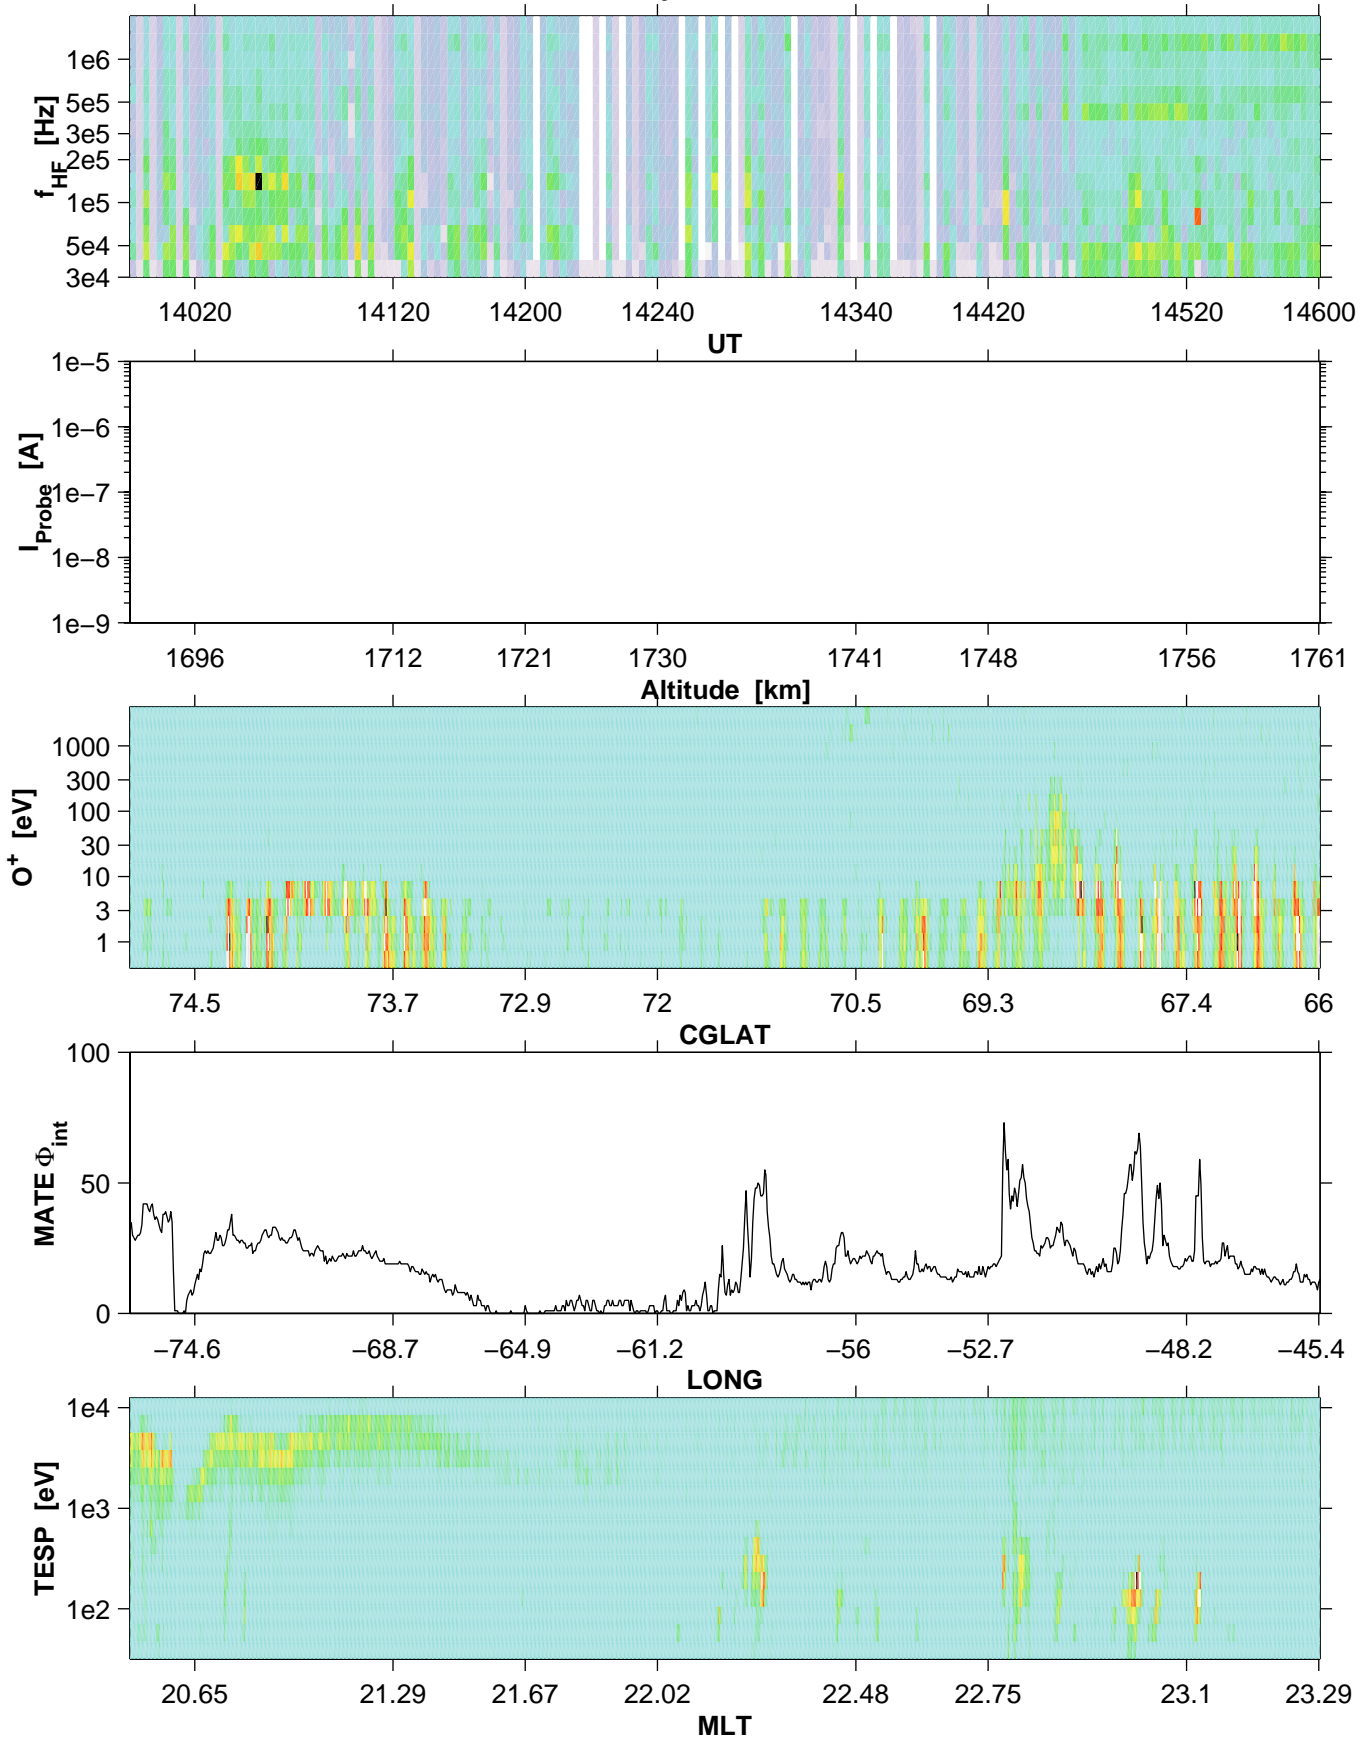 1e6
5e5
3e5
2e5
1e5
5e4
3e4
f_HF [Hz]
14020 14120 14200 14240 14340 14420 14520 14600
UT
1e−5
1e−6
1e−7
1e−8
1e−9
I_Probe [A]
1696 1712 1721 1730 1741 1748 1756 1761
Altitude [km]
1000
300
100
30
10
3
1
O⁺ [eV]
74.5 73.7 72.9 72 70.5 69.3 67.4 66
CGLAT
100
50
0
MATE Φ_int
−74.6 −68.7 −64.9 −61.2 −56 −52.7 −48.2 −45.4
LONG
1e4
1e3
1e2
TESP [eV]
20.65 21.29 21.67 22.02 22.48 22.75 23.1 23.29
MLT